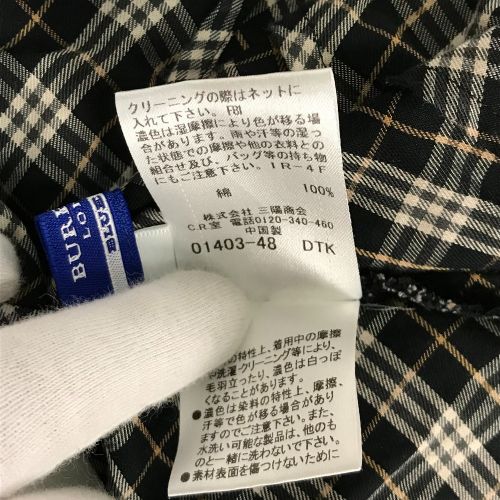 BUR
LO
BLUE
クリーニングの際はネットに
入れて下さい。FBI
濃色は湿摩擦により色が移る場
合があります。雨や汗等の湿っ
た状態での摩擦や他の衣料との
組合せ及び、バッグ等の持ち物
にもご注意下さい。IR-4F
綿 100%
株式会社 三陽商会
CR室 電話0120-340-460
中国製
01403-48 DTK
の特性上、着用中の摩擦
や洗濯クリーニング等により、
毛羽立ったり、濃色は白っぽ
くなることがあります。
●濃色は染料の特性上、摩擦、
汗等で色が移る場合があり
ますのでご注意下さい。また、
水洗い可能な製品は、他のも
のと一緒に洗わないで下さい。
●素材表面を傷つけないために